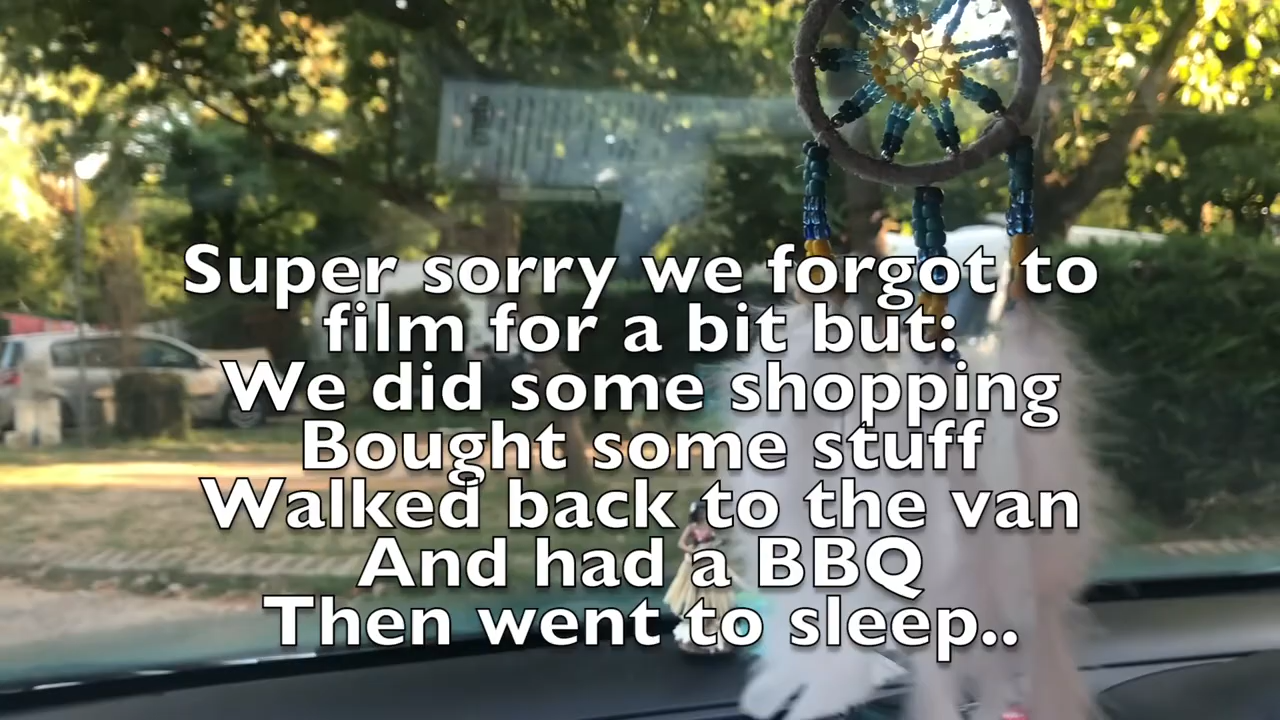 Super sorry we forgot to
film for a bit but:
We did some shopping
Bought some stuff
Walked back to the van
And had a BBQ
Then went to sleep..